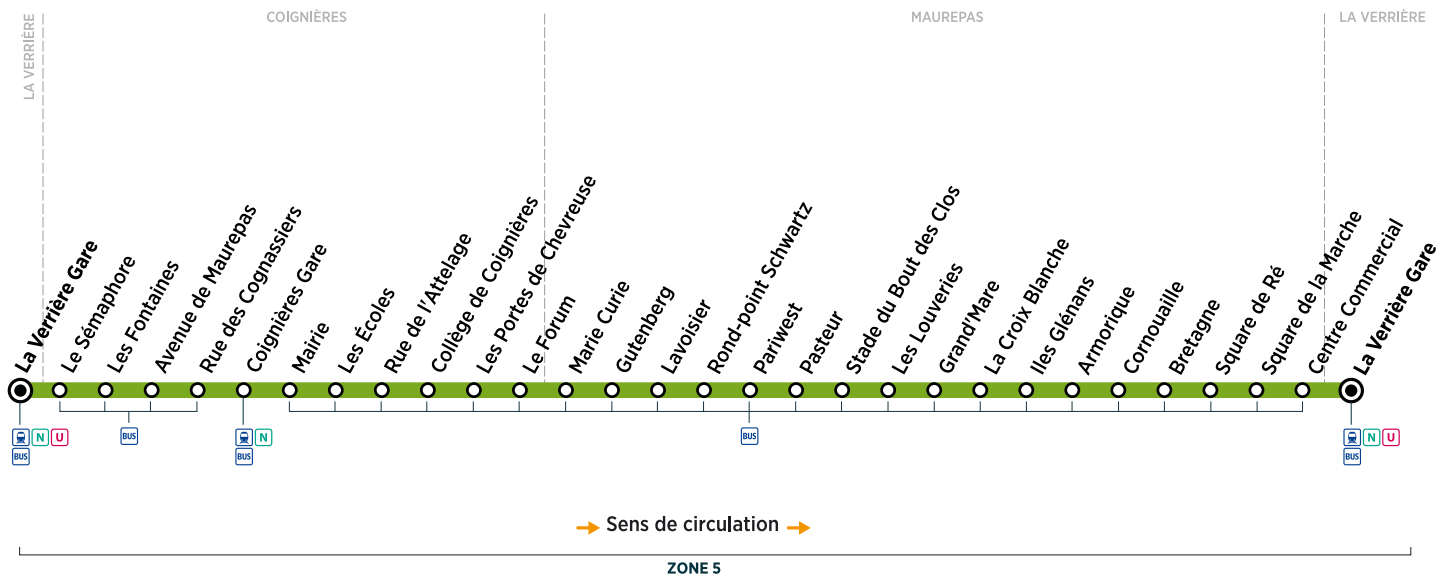 LA VERRIÈRE
COIGNIÈRES
MAUREPAS
LA VERRIÈRE
La Verrière Gare
Le Sémaphore
Les Fontaines
Avenue de Maurepas
Rue des Cognassiers
Coignières Gare
Mairie
Les Écoles
Rue de l'Attelage
Collège de Coignières
Les Portes de Chevreuse
Le Forum
Marie Curie
Gutenberg
Lavoisier
Rond-point Schwartz
Pariwest
Pasteur
Stade du Bout des Clos
Les Louveries
Grand'Mare
La Croix Blanche
Iles Glénans
Armorique
Cornouaille
Bretagne
Square de Ré
Square de la Marche
Centre Commercial
La Verrière Gare
N U
BUS
BUS
N
BUS
BUS
N U
BUS
Sens de circulation
ZONE 5